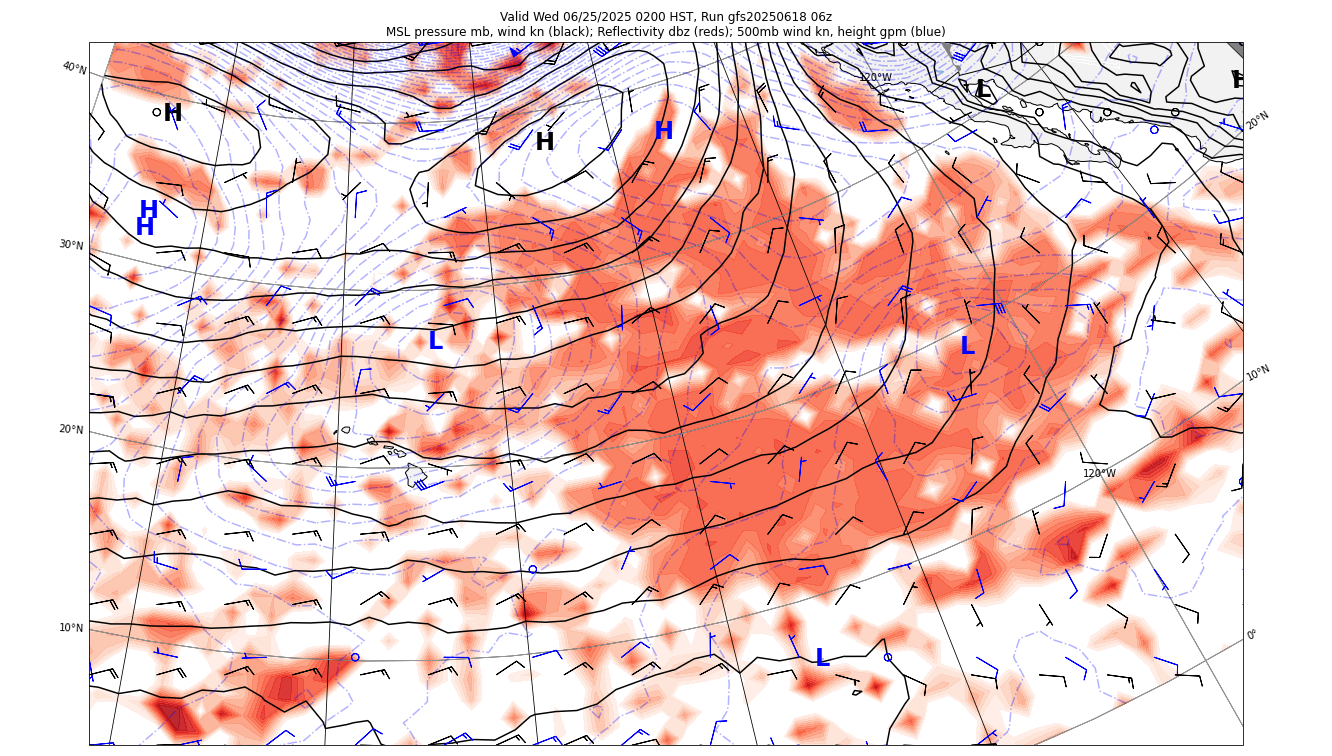 Valid Wed 06/25/2025 0200 HST, Run gfs20250618 06z
MSL pressure mb, wind kn (black); Reflectivity dbz (reds); 500mb wind kn, height gpm (blue)
40°N
120°W
L
H
H
20°N
H
H
H
H
30°N
L
L
10°N
20°N
120°W
10°N
0°
L